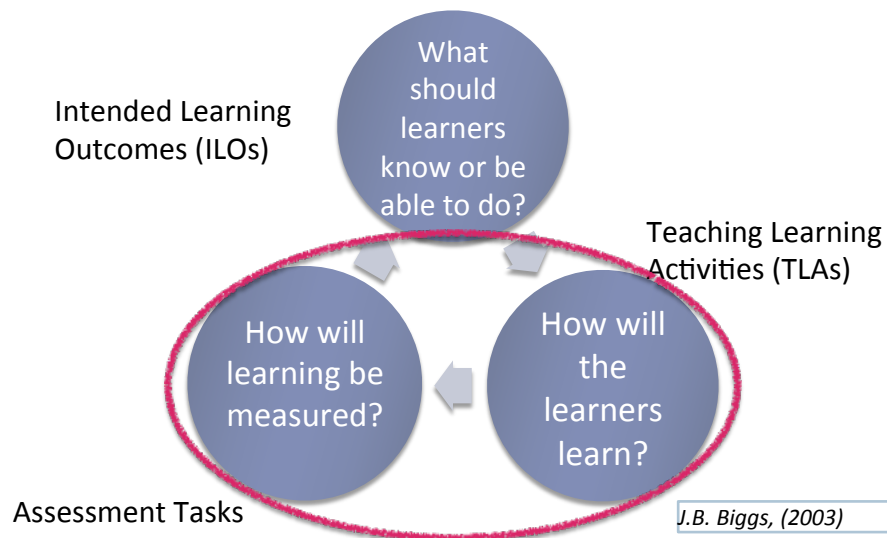 What
should
learners
know or be
able to do?
Intended Learning
Outcomes (ILOs)
Teaching Learning
Activities (TLAs)
How will
learning be
measured?
How will
the
learners
learn?
Assessment Tasks
J.B. Biggs, (2003)